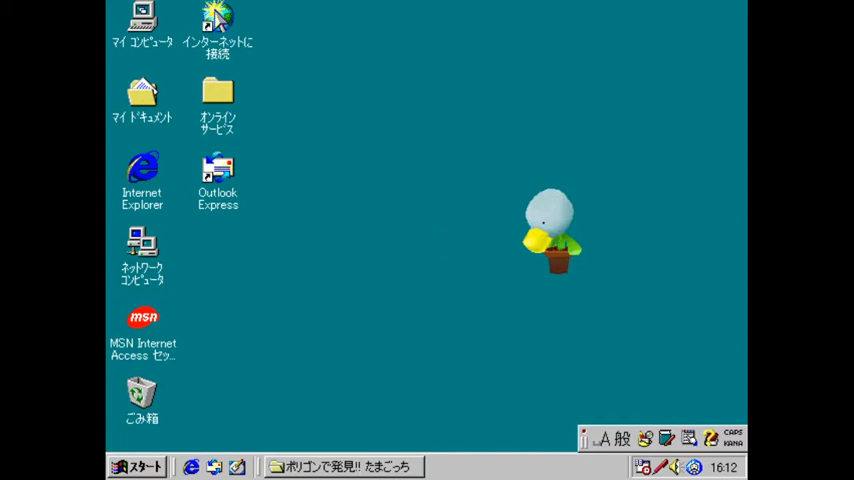 マイ コンピュータ
インターネットに
接続
マイ ドキュメント
オンライン
サービス
Internet
Explorer
Outlook
Express
ネットワーク
コンピュータ
msn
MSN Internet
Access セッ...
ごみ箱
_A 般
CAPS
KANA
スタート
ポリゴンで発見!! たまごっち
16:12